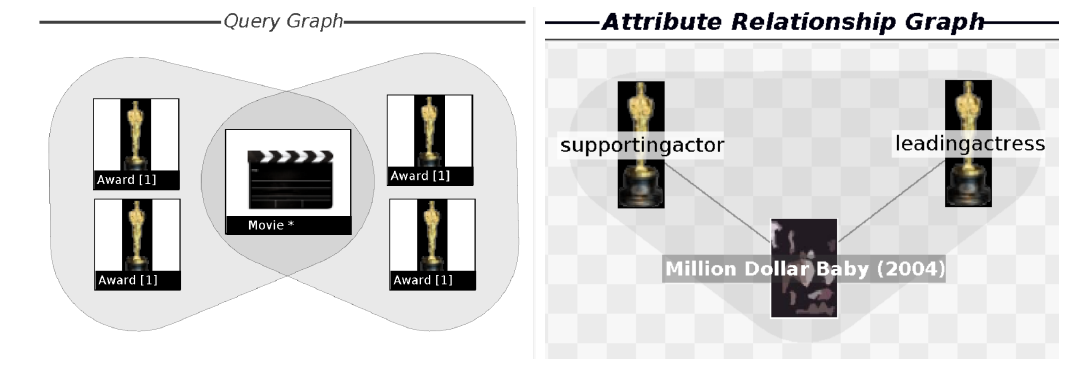 Query Graph
Award [1]
Award [1]
Movie *
Award [1]
Award [1]
Attribute Relationship Graph
supportingactor
leadingactress
Million Dollar Baby (2004)